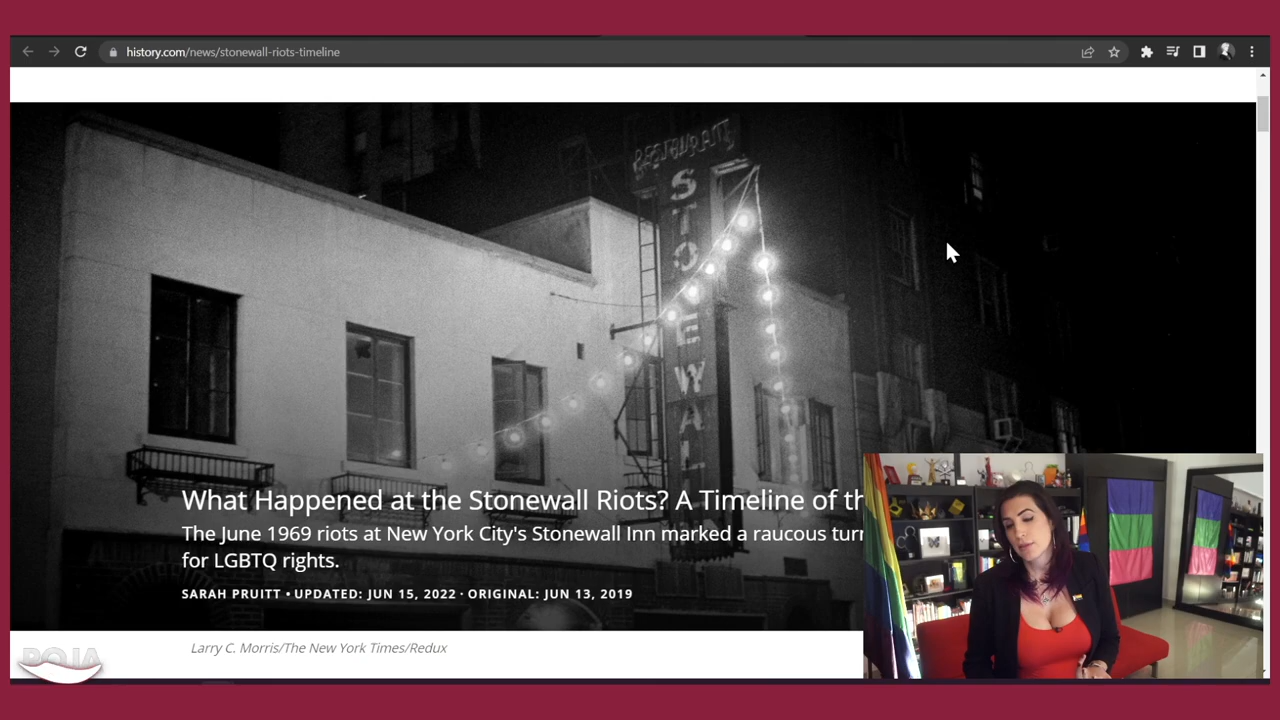 history.com/news/stonewall-riots-timeline
RESTAURANT
STONEWALL
What Happened at the Stonewall Riots? A Timeline of th
The June 1969 riots at New York City's Stonewall Inn marked a raucous turn
for LGBTQ rights.
SARAH PRUITT • UPDATED: JUN 15, 2022 · ORIGINAL: JUN 13, 2019
Larry C. Morris/The New York Times/Redux
ROJA